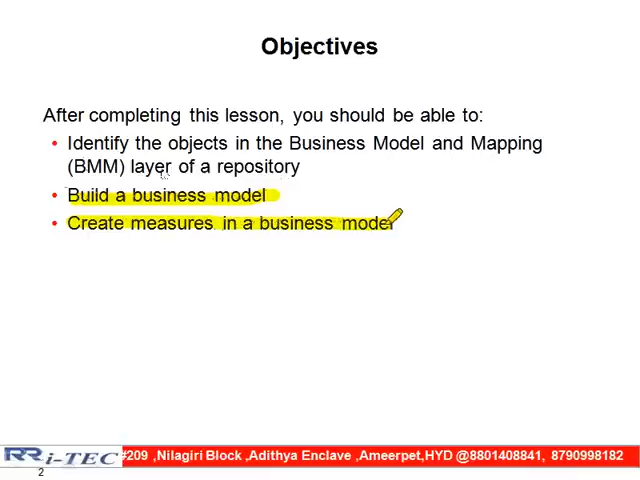 Objectives
After completing this lesson, you should be able to:
• Identify the objects in the Business Model and Mapping
(BMM) layer of a repository
• Build a business model
• Create measures in a business model
RR i-TEC #209 ,Nilagiri Block ,Adithya Enclave ,Ameerpet,HYD @8801408841, 8790998182
2